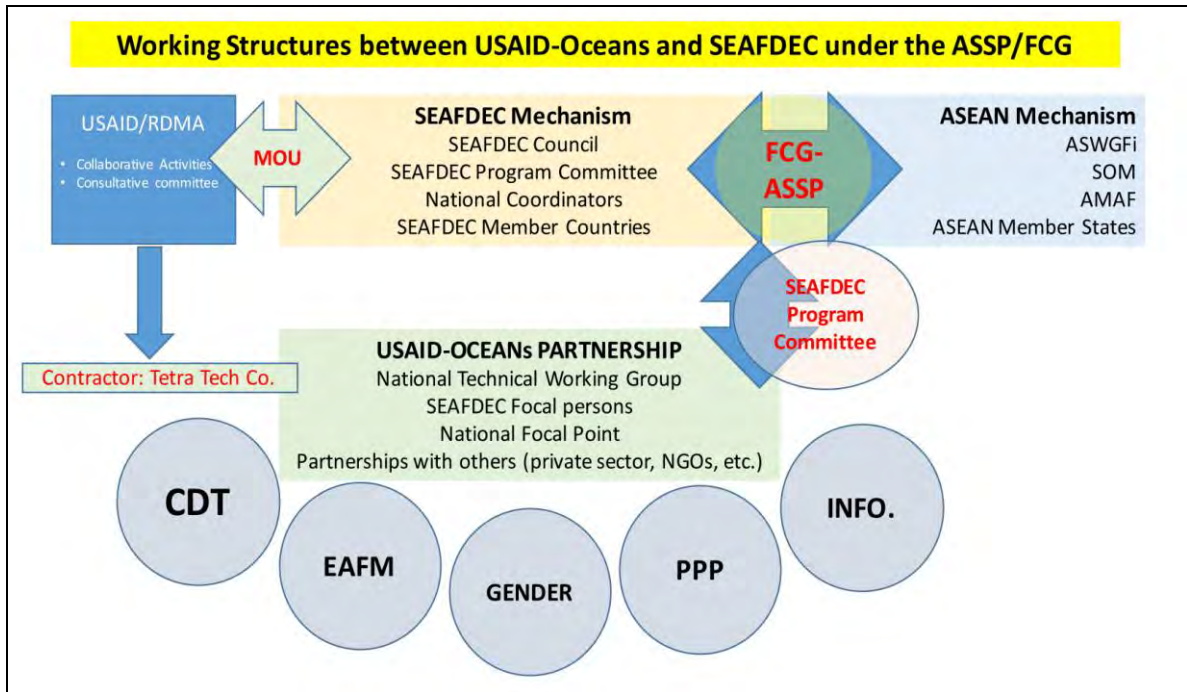 Working Structures between USAID-Oceans and SEAFDEC under the ASSP/FCG
USAID/RDMA
• Collaborative Activities
• Consultative committee
MOU
SEAFDEC Mechanism
SEAFDEC Council
SEAFDEC Program Committee
National Coordinators
SEAFDEC Member Countries
FCG-
ASSP
ASEAN Mechanism
ASWGFi
SOM
AMAF
ASEAN Member States
SEAFDEC
Program
Committee
Contractor: Tetra Tech Co.
USAID-OCEANs PARTNERSHIP
National Technical Working Group
SEAFDEC Focal persons
National Focal Point
Partnerships with others (private sector, NGOs, etc.)
CDT
EAFM
GENDER
PPP
INFO.